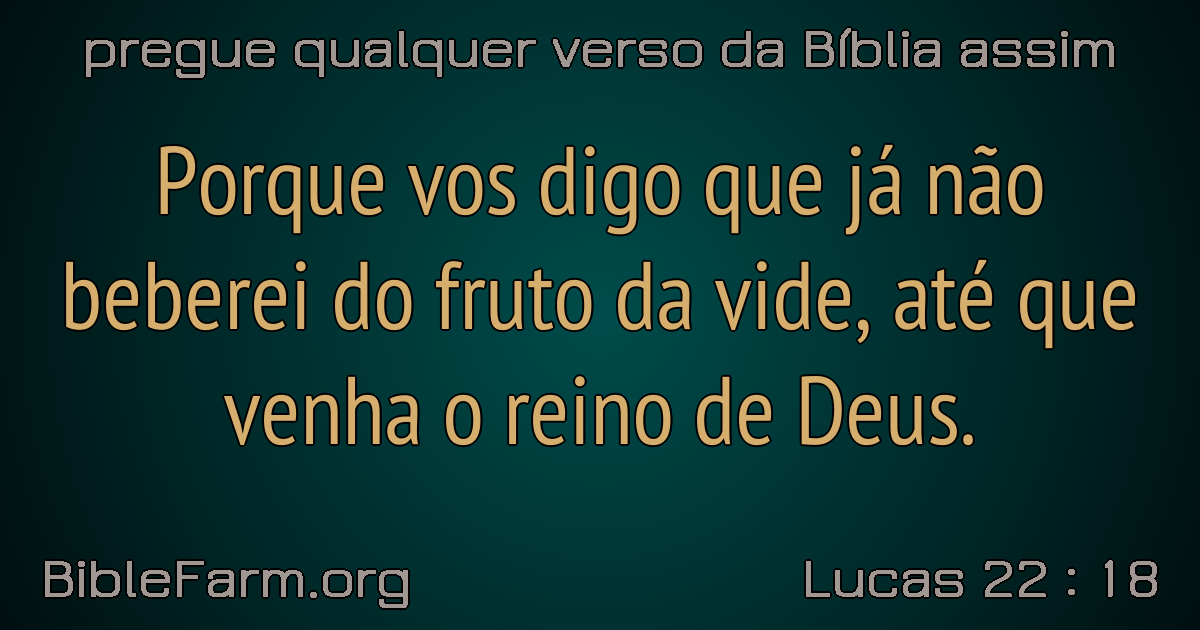 pregue qualquer verso da Bíblia assim
Porque vos digo que já não
beberei do fruto da vide, até que
venha o reino de Deus.
BibleFarm.org
Lucas 22 : 18